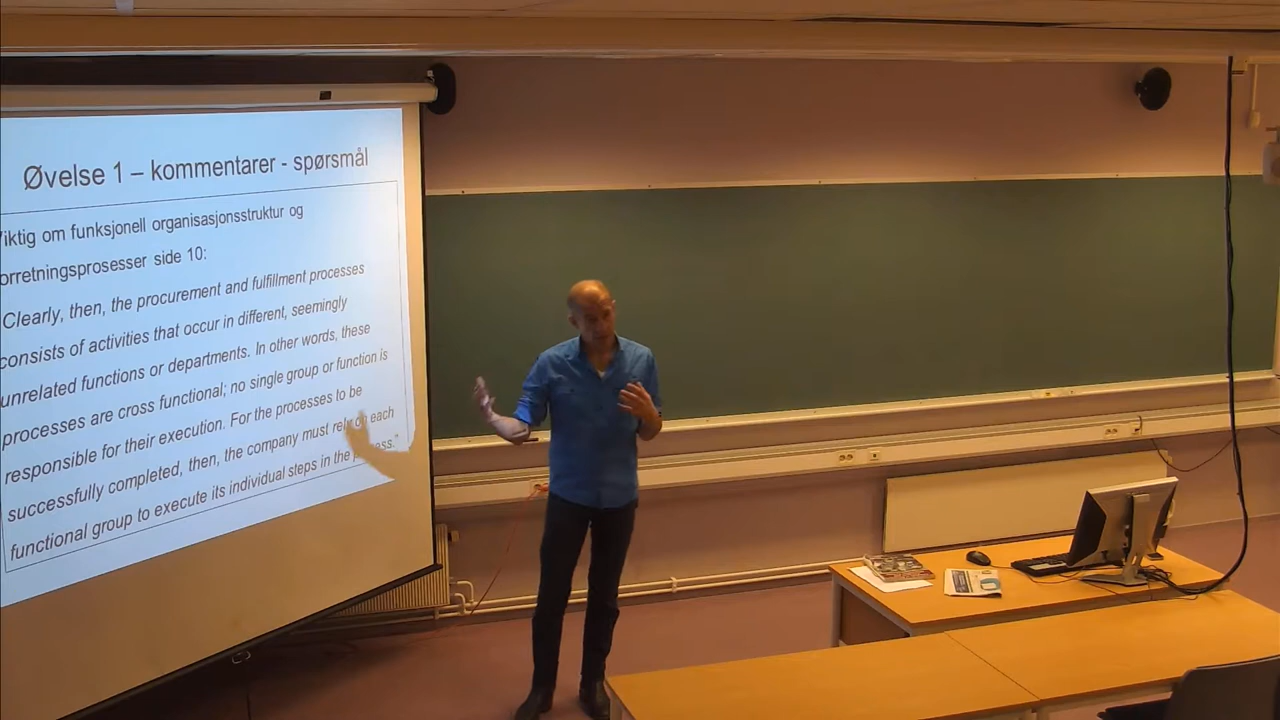 Øvelse 1 – kommentarer - spørsmål
iktig om funksjonell organisasjonsstruktur og
orretningsprosesser side 10:
Clearly, then, the procurement and fulfillment processes
consists of activities that occur in different, seemingly
unrelated functions or departments. In other words, these
processes are cross functional; no single group or function is
responsible for their execution. For the processes to be
successfully completed, then, the company must rely on each
functional group to execute its individual steps in the